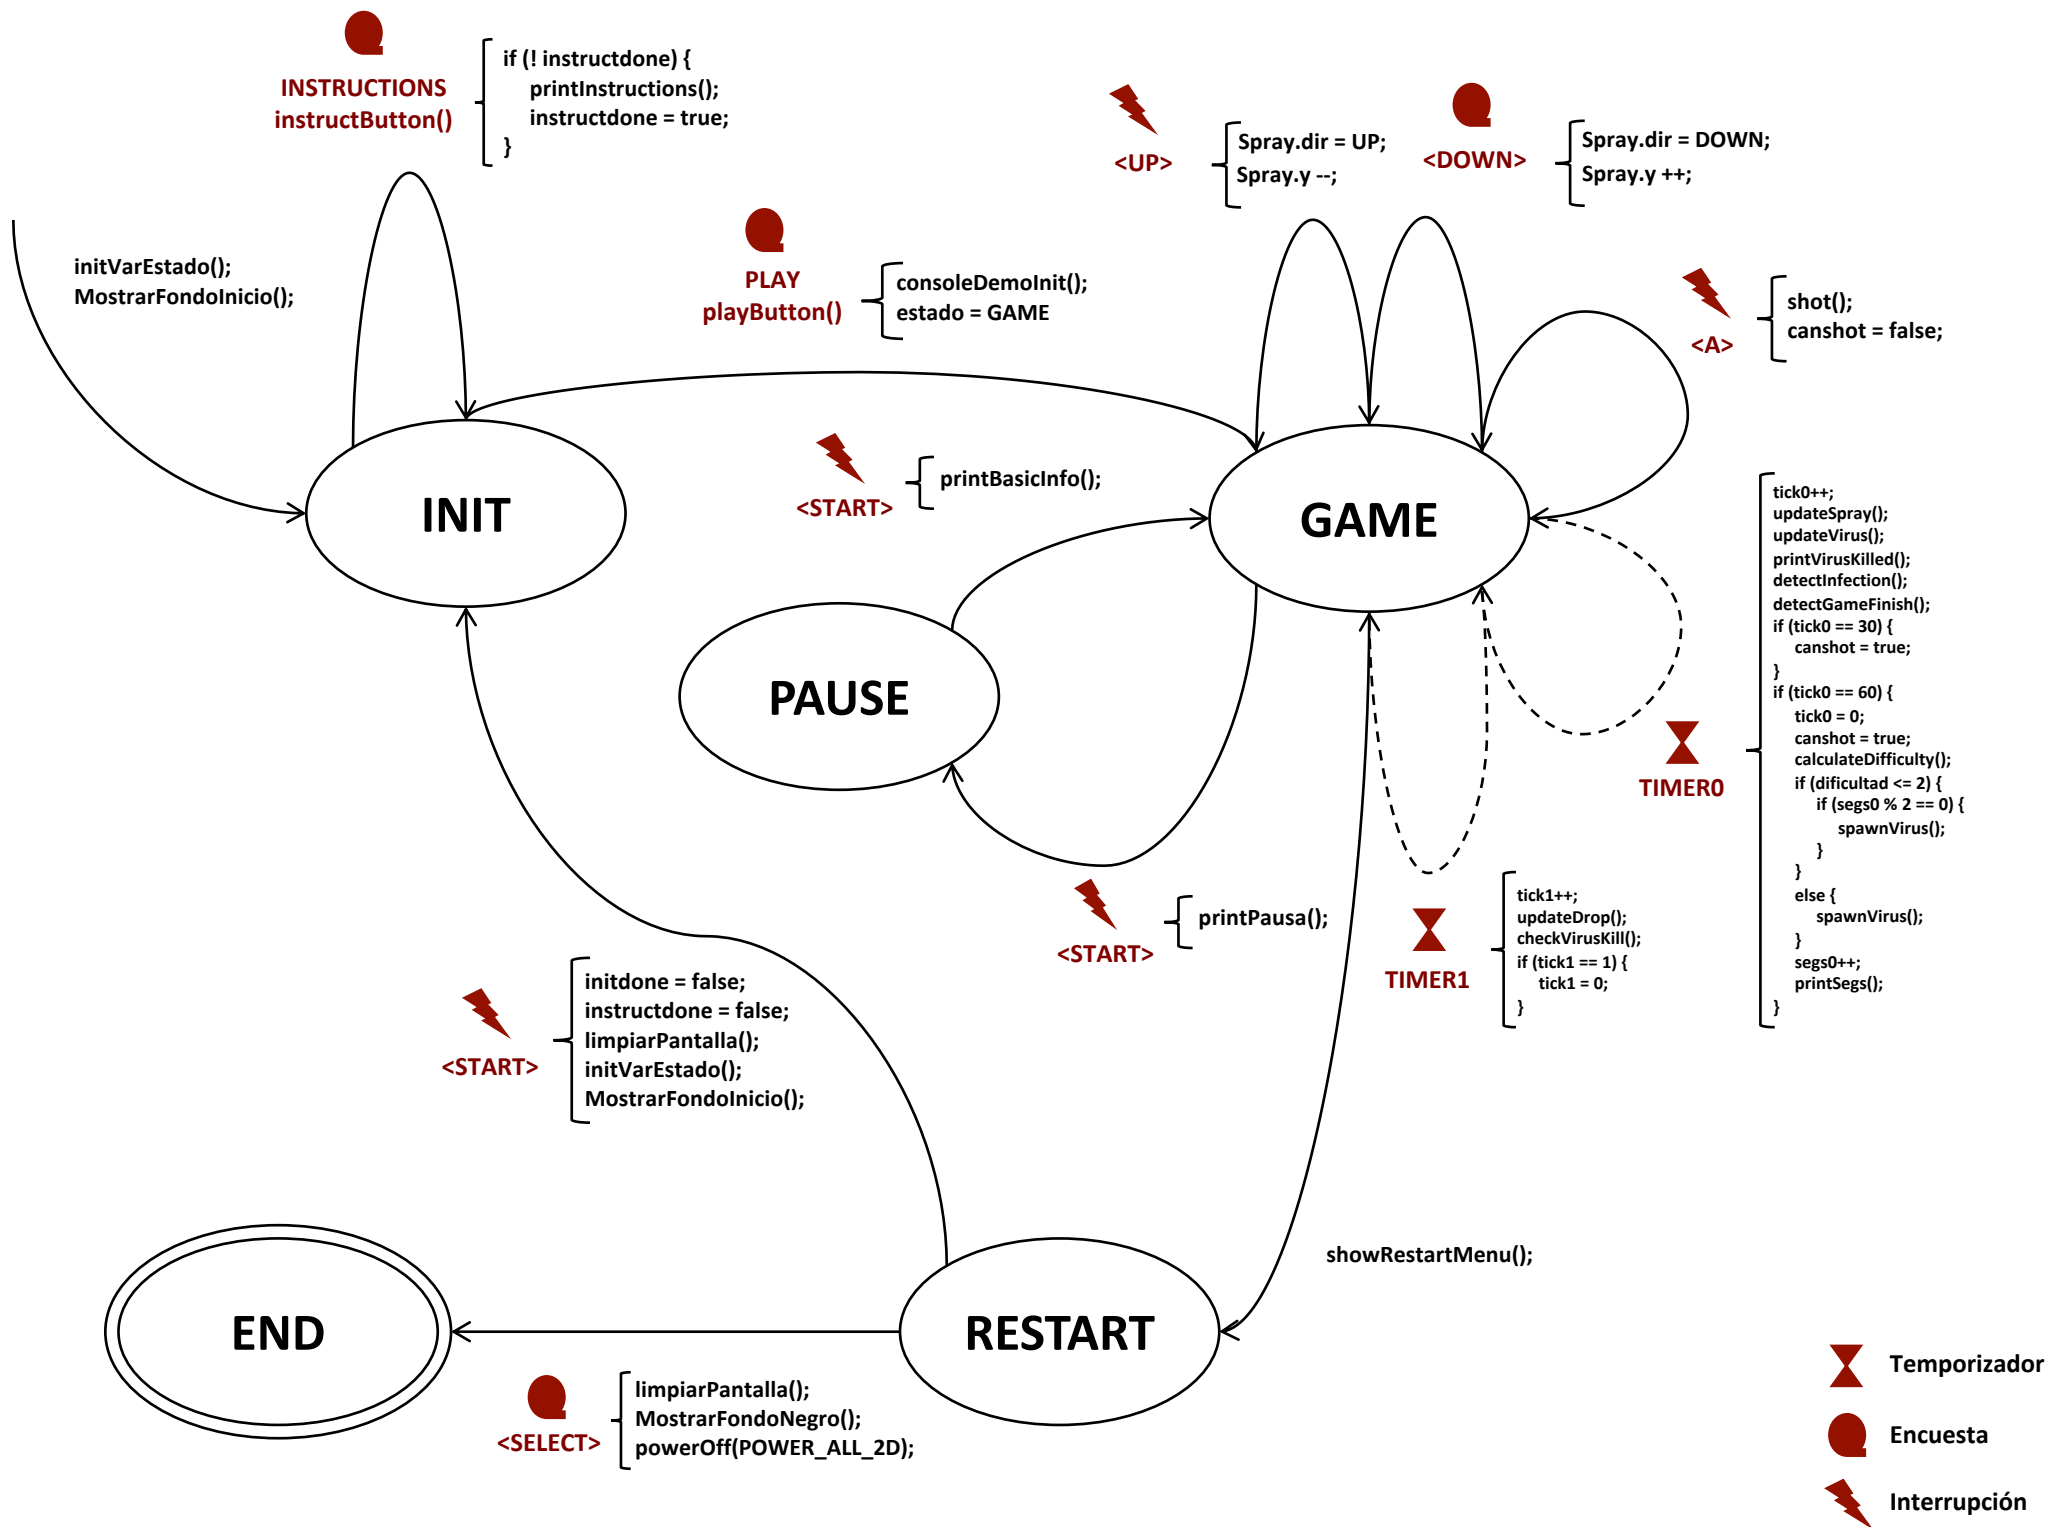 INSTRUCTIONS
instructButton()
if (! instructdone) {
printInstructions();
instructdone = true;
}
<UP>
Spray.dir = UP;
Spray.y --;
<DOWN>
Spray.dir = DOWN;
Spray.y ++;
initVarEstado();
MostrarFondoInicio();
PLAY
playButton()
consoleDemoInit();
estado = GAME
<A>
shot();
canshot = false;
<START>
printBasicInfo();
INIT
GAME
PAUSE
TIMER0
tick0++;
updateSpray();
updateVirus();
printVirusKilled();
detectInfection();
detectGameFinish();
if (tick0 == 30) {
canshot = true;
}
if (tick0 == 60) {
tick0 = 0;
canshot = true;
calculateDifficulty();
if (dificultad <= 2) {
if (segs0 % 2 == 0) {
spawnVirus();
}
}
else {
spawnVirus();
}
segs0++;
printSegs();
}
<START>
printPausa();
TIMER1
tick1++;
updateDrop();
checkVirusKill();
if (tick1 == 1) {
tick1 = 0;
}
<START>
initdone = false;
instructdone = false;
limpiarPantalla();
initVarEstado();
MostrarFondoInicio();
showRestartMenu();
END
RESTART
<SELECT>
limpiarPantalla();
MostrarFondoNegro();
powerOff(POWER_ALL_2D);
Temporizador
Encuesta
Interrupción